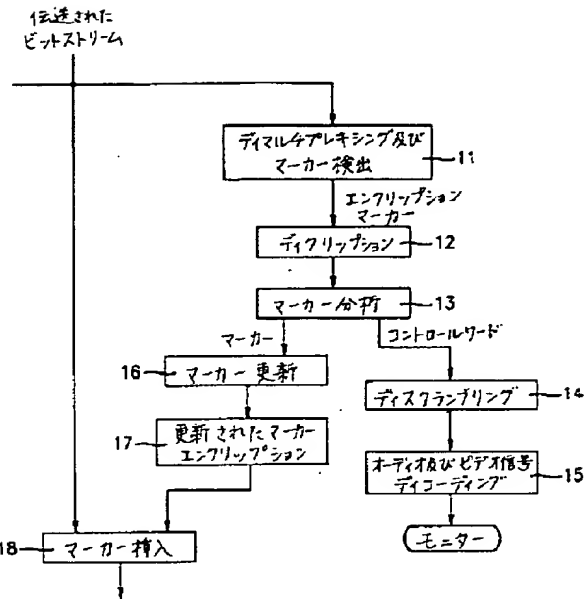 伝送された
ビットストリーム
ディマルチプレキシング及び
マーカー検出
11
エンクリップション
マーカー
ディクリップション
12
マーカー分析
13
マーカー
コントロールワード
16
マーカー更新
ディスクランブリング
14
17
更新されたマーカー
エンクリップション
オーディオ及びビデオ信号
ディコーディング
15
モニター
18
マーカー挿入